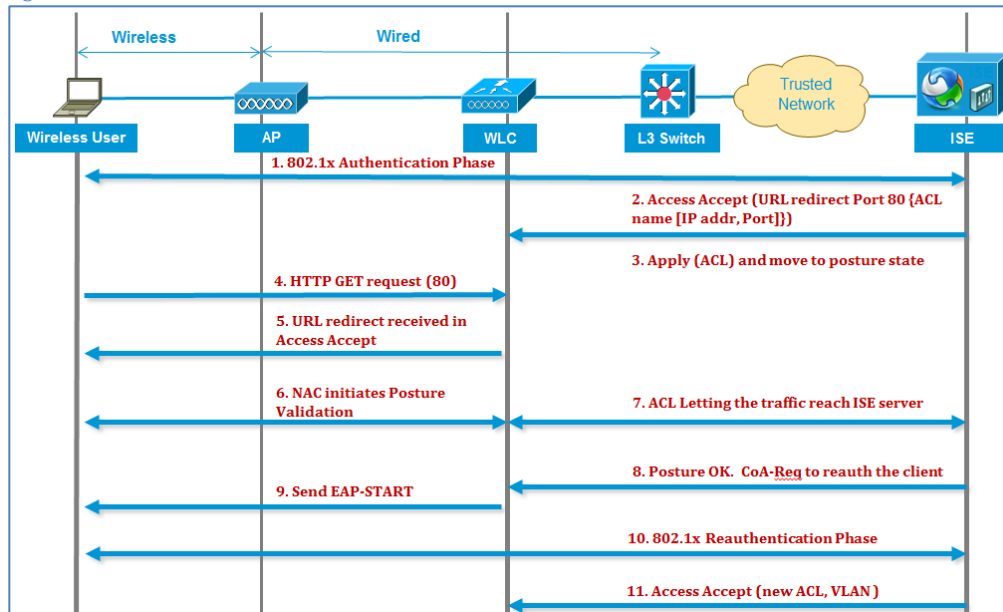 Wireless
Wired
Trusted
Network
Wireless User
AP
WLC
L3 Switch
ISE
1. 802.1x Authentication Phase
2. Access Accept (URL redirect Port 80 {ACL
name [IP addr, Port]})
3. Apply (ACL) and move to posture state
4. HTTP GET request (80)
5. URL redirect received in
Access Accept
6. NAC initiates Posture
Validation
7. ACL Letting the traffic reach ISE server
8. Posture OK. CoA-Req to reauth the client
9. Send EAP-START
10. 802.1x Reauthentication Phase
11. Access Accept (new ACL, VLAN )